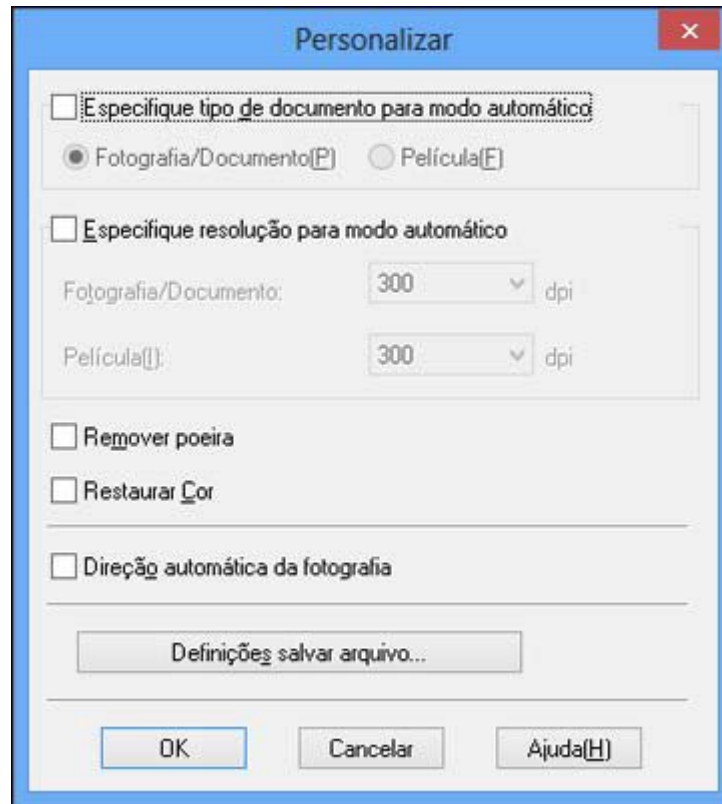 Personalizar
Especifique tipo de documento para modo automático
Fotografia/Documento(P) Película(F)
Especifique resolução para modo automático
Fotografia/Documento: 300 dpi
Película(I): 300 dpi
Remover poeira
Restaurar Cor
Direção automática da fotografia
Definições salvar arquivo...
OK Cancelar Ajuda(H)